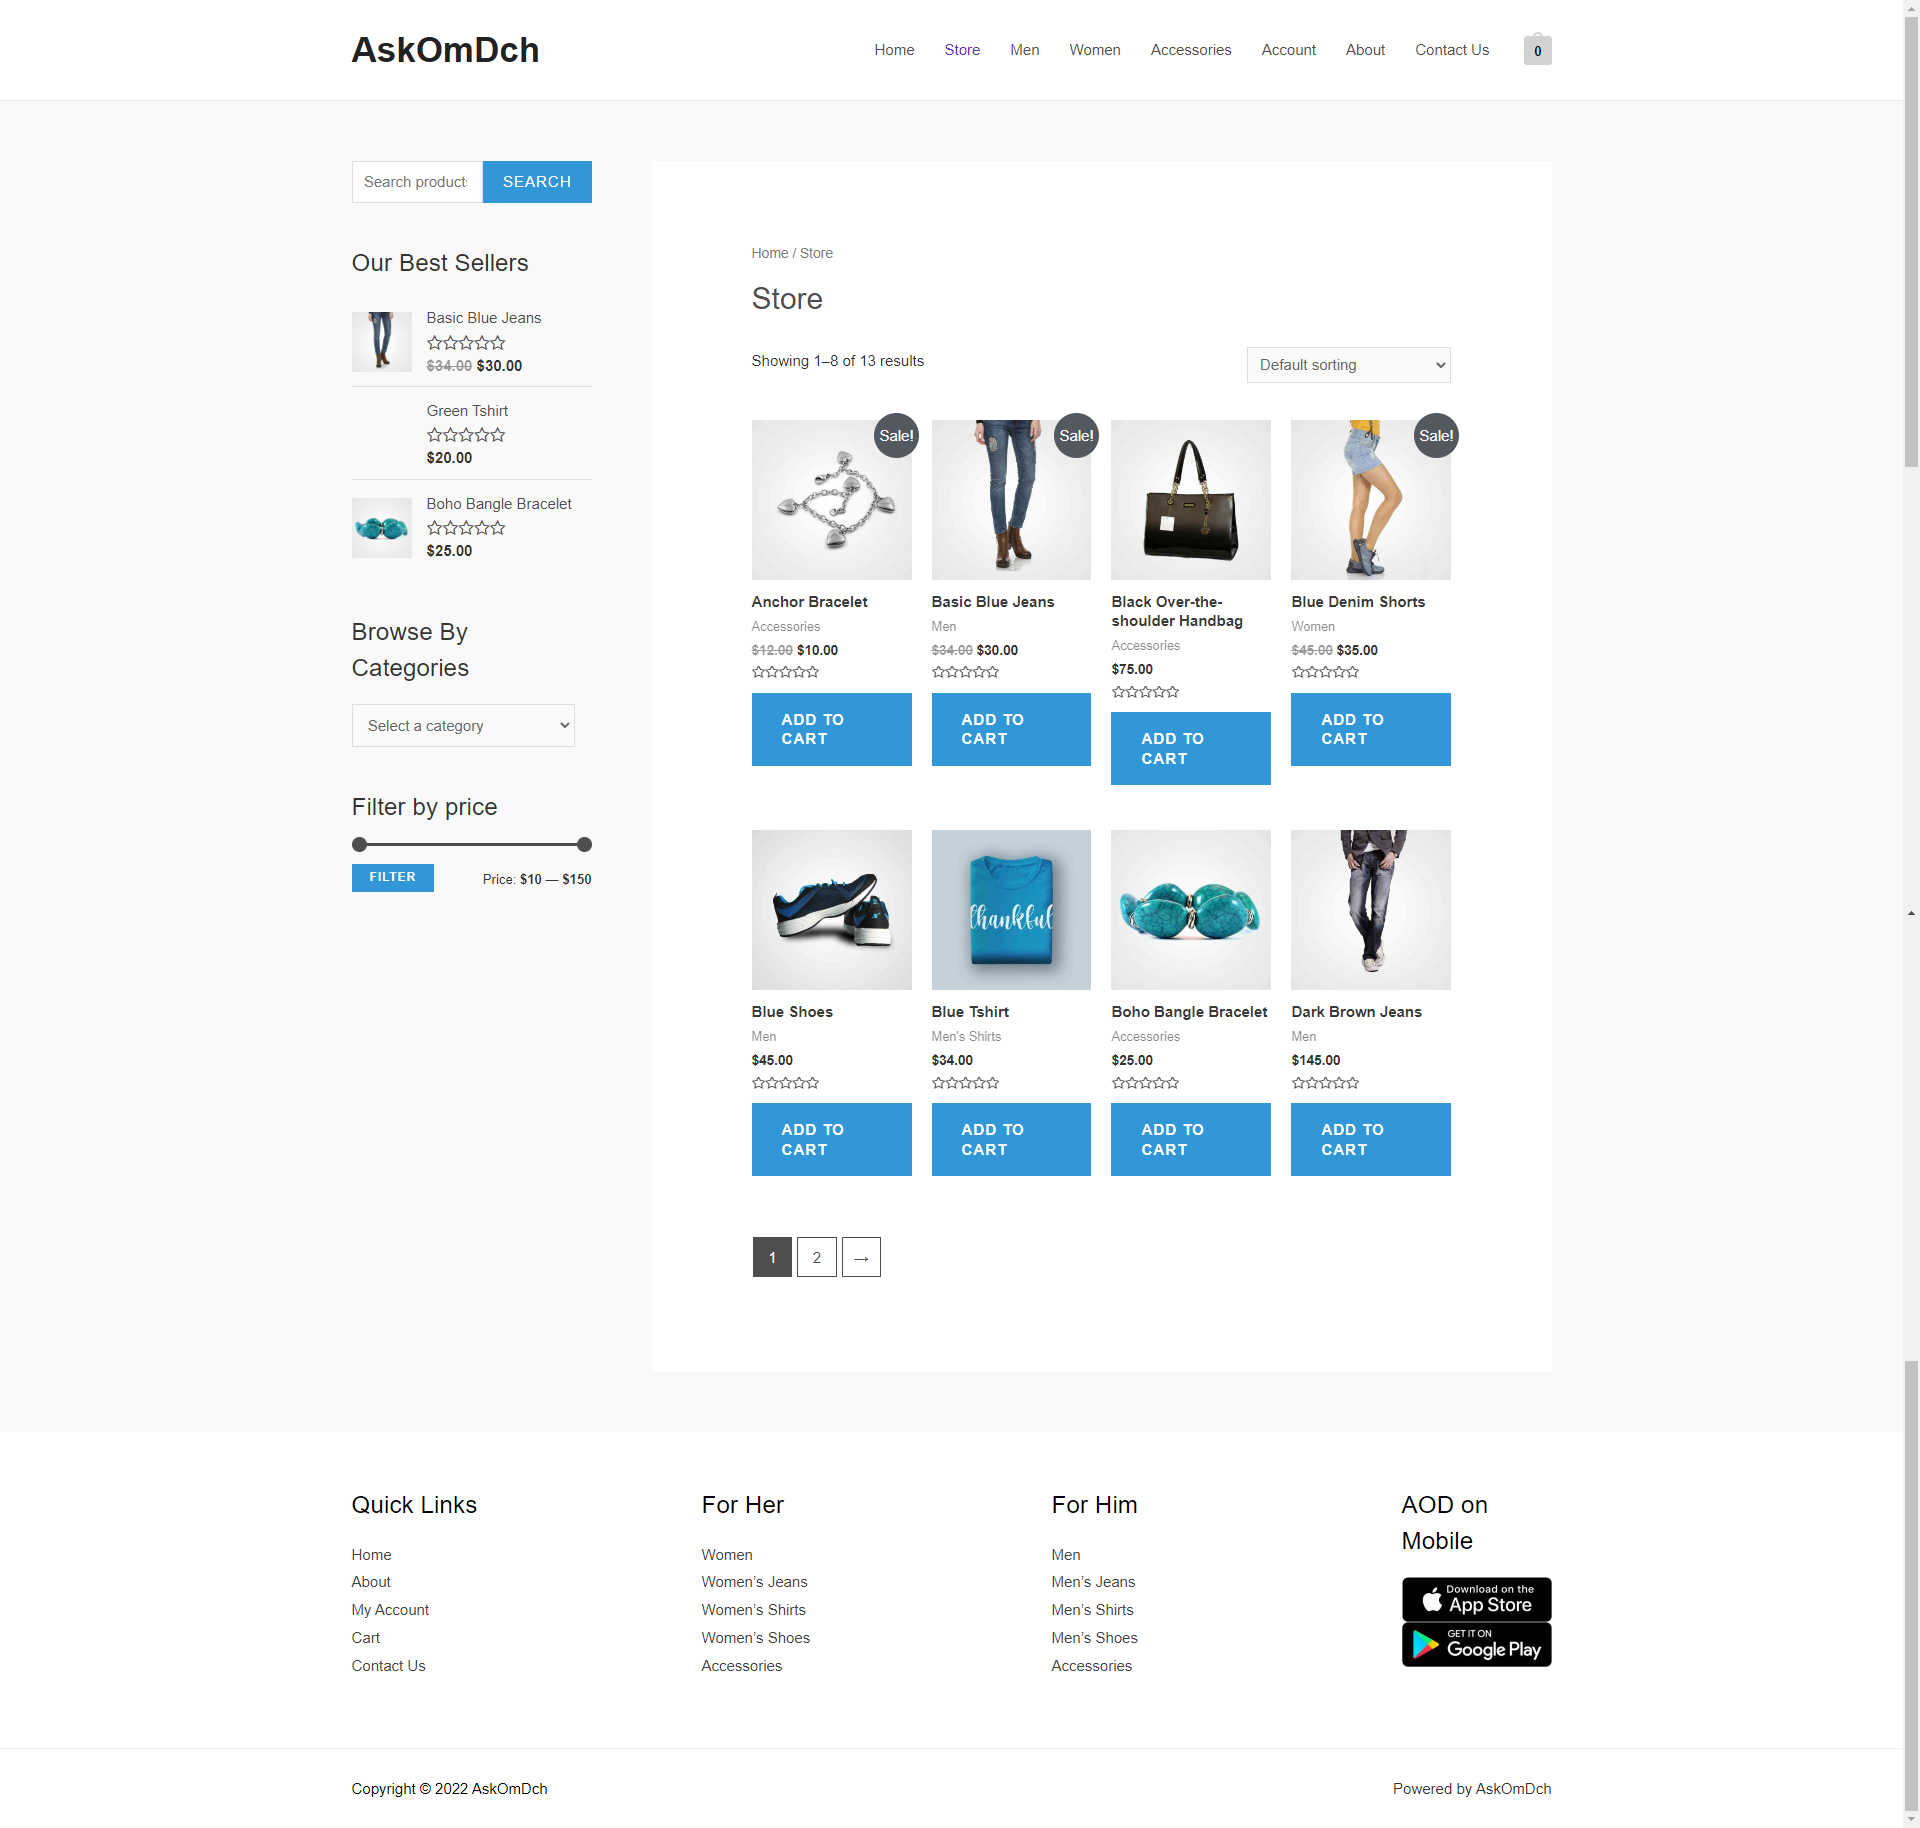 AskOmDch
Home
Store
Men
Women
Accessories
Account
About
Contact Us
0
Search products
SEARCH
Our Best Sellers
Basic Blue Jeans
$34.00 $30.00
Green Tshirt
$20.00
Boho Bangle Bracelet
$25.00
Browse By
Categories
Select a category
Filter by price
FILTER
Price: $10 — $150
Home / Store
Store
Showing 1–8 of 13 results
Default sorting
Sale!
Anchor Bracelet
Accessories
$12.00 $10.00
ADD TO
CART
Sale!
Basic Blue Jeans
Men
$34.00 $30.00
ADD TO
CART
Black Over-the-
shoulder Handbag
Accessories
$75.00
ADD TO
CART
Sale!
Blue Denim Shorts
Women
$45.00 $35.00
ADD TO
CART
Blue Shoes
Men
$45.00
ADD TO
CART
thankful
Blue Tshirt
Men's Shirts
$34.00
ADD TO
CART
Boho Bangle Bracelet
Accessories
$25.00
ADD TO
CART
Dark Brown Jeans
Men
$145.00
ADD TO
CART
1
2
→
Quick Links
Home
About
My Account
Cart
Contact Us
For Her
Women
Women’s Jeans
Women’s Shirts
Women’s Shoes
Accessories
For Him
Men
Men’s Jeans
Men’s Shirts
Men’s Shoes
Accessories
AOD on
Mobile
Download on the
App Store
GET IT ON
Google Play
Copyright © 2022 AskOmDch
Powered by AskOmDch